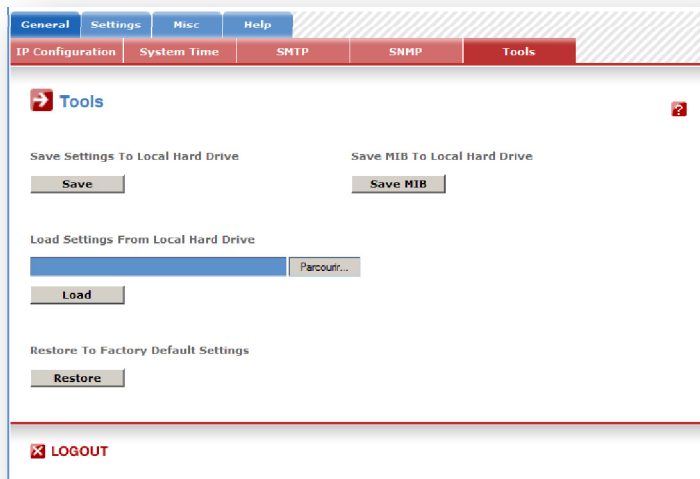 General Settings Misc Help
IP Configuration System Time SMTP SNMP Tools
Tools
?
Save Settings To Local Hard Drive Save MIB To Local Hard Drive
Save Save MIB
Load Settings From Local Hard Drive
Parcourir...
Load
Restore To Factory Default Settings
Restore
LOGOUT